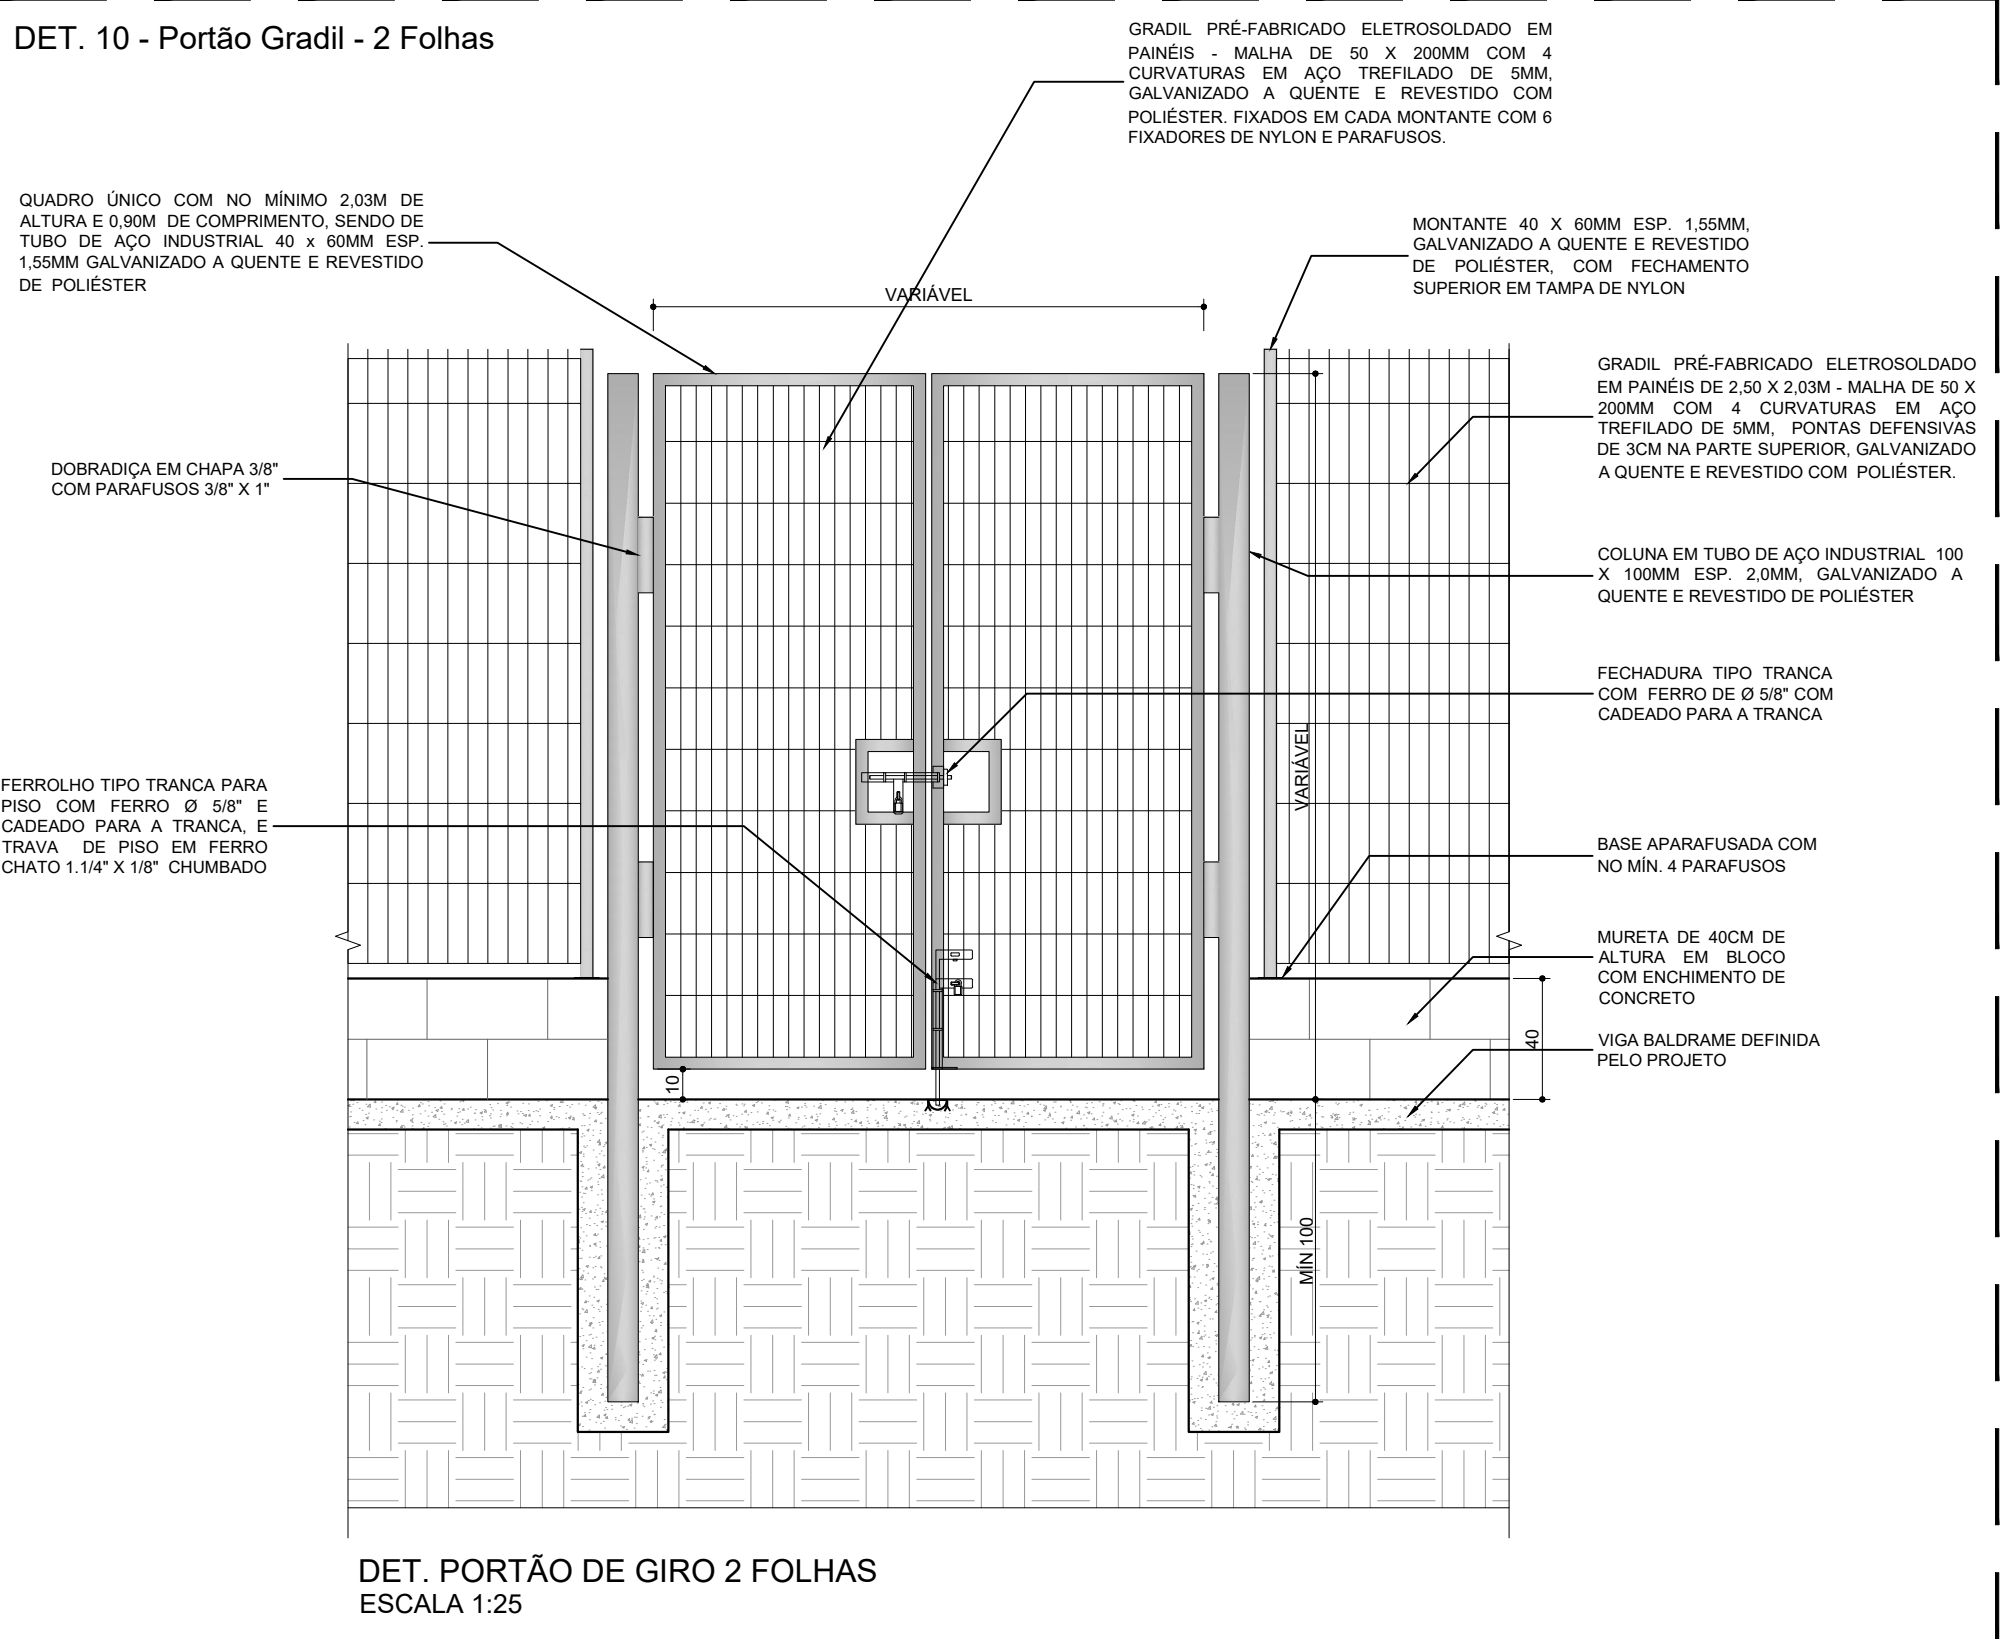 DET. 10 - Portão Gradil - 2 Folhas
GRADIL PRÉ-FABRICADO ELETROSOLDADO EM
PAINÉIS - MALHA DE 50 X 200MM COM 4
CURVATURAS EM AÇO TREFILADO DE 5MM,
GALVANIZADO A QUENTE E REVESTIDO COM
POLIÉSTER. FIXADOS EM CADA MONTANTE COM 6
FIXADORES DE NYLON E PARAFUSOS.
QUADRO ÚNICO COM NO MÍNIMO 2,03M DE
ALTURA E 0,90M DE COMPRIMENTO, SENDO DE
TUBO DE AÇO INDUSTRIAL 40 x 60MM ESP.
1,55MM GALVANIZADO A QUENTE E REVESTIDO
DE POLIÉSTER
MONTANTE 40 X 60MM ESP. 1,55MM,
GALVANIZADO A QUENTE E REVESTIDO
DE POLIÉSTER, COM FECHAMENTO
SUPERIOR EM TAMPA DE NYLON
VARIÁVEL
GRADIL PRÉ-FABRICADO ELETROSOLDADO
EM PAINÉIS DE 2,50 X 2,03M - MALHA DE 50 X
200MM COM 4 CURVATURAS EM AÇO
TREFILADO DE 5MM, PONTAS DEFENSIVAS
DE 3CM NA PARTE SUPERIOR, GALVANIZADO
A QUENTE E REVESTIDO COM POLIÉSTER.
DOBRADIÇA EM CHAPA 3/8"
COM PARAFUSOS 3/8" X 1"
COLUNA EM TUBO DE AÇO INDUSTRIAL 100
X 100MM ESP. 2,0MM, GALVANIZADO A
QUENTE E REVESTIDO DE POLIÉSTER
FECHADURA TIPO TRANCA
COM FERRO DE Ø 5/8" COM
CADEADO PARA A TRANCA
VARIÁVEL
FERROLHO TIPO TRANCA PARA
PISO COM FERRO Ø 5/8" E
CADEADO PARA A TRANCA, E
TRAVA DE PISO EM FERRO
CHATO 1.1/4" X 1/8" CHUMBADO
BASE APARAFUSADA COM
NO MÍN. 4 PARAFUSOS
MURETA DE 40CM DE
ALTURA EM BLOCO
COM ENCHIMENTO DE
CONCRETO
40
VIGA BALDRAME DEFINIDA
PELO PROJETO
10
MÍN 100
DET. PORTÃO DE GIRO 2 FOLHAS
ESCALA 1:25